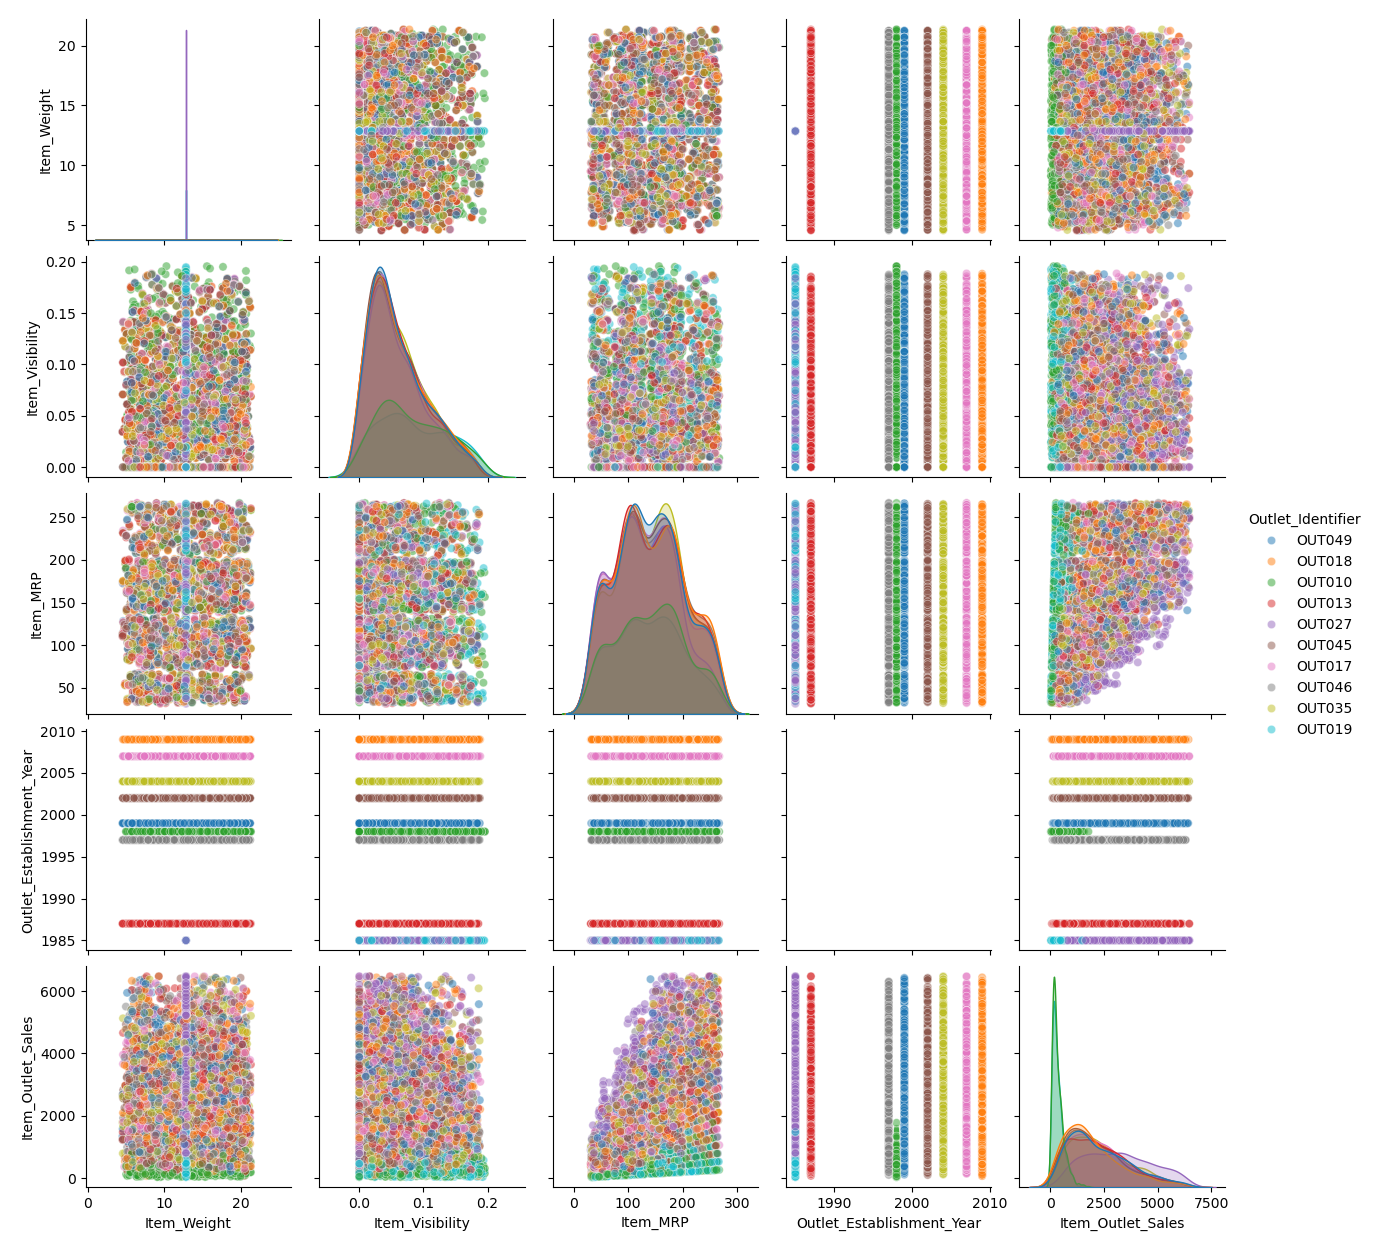 20
15
10
5
Item_Weight
0.20
0.15
0.10
0.05
0.00
Item_Visibility
250
200
150
100
50
Item_MRP
Outlet_Identifier
OUT049
OUT018
OUT010
OUT013
OUT027
OUT045
OUT017
OUT046
OUT035
OUT019
2010
2005
2000
1995
1990
1985
Outlet_Establishment_Year
6000
4000
2000
0
Item_Outlet_Sales
0 10 20
Item_Weight
0.0 0.1 0.2
Item_Visibility
0 100 200 300
Item_MRP
1990 2000 2010
Outlet_Establishment_Year
0 2500 5000 7500
Item_Outlet_Sales